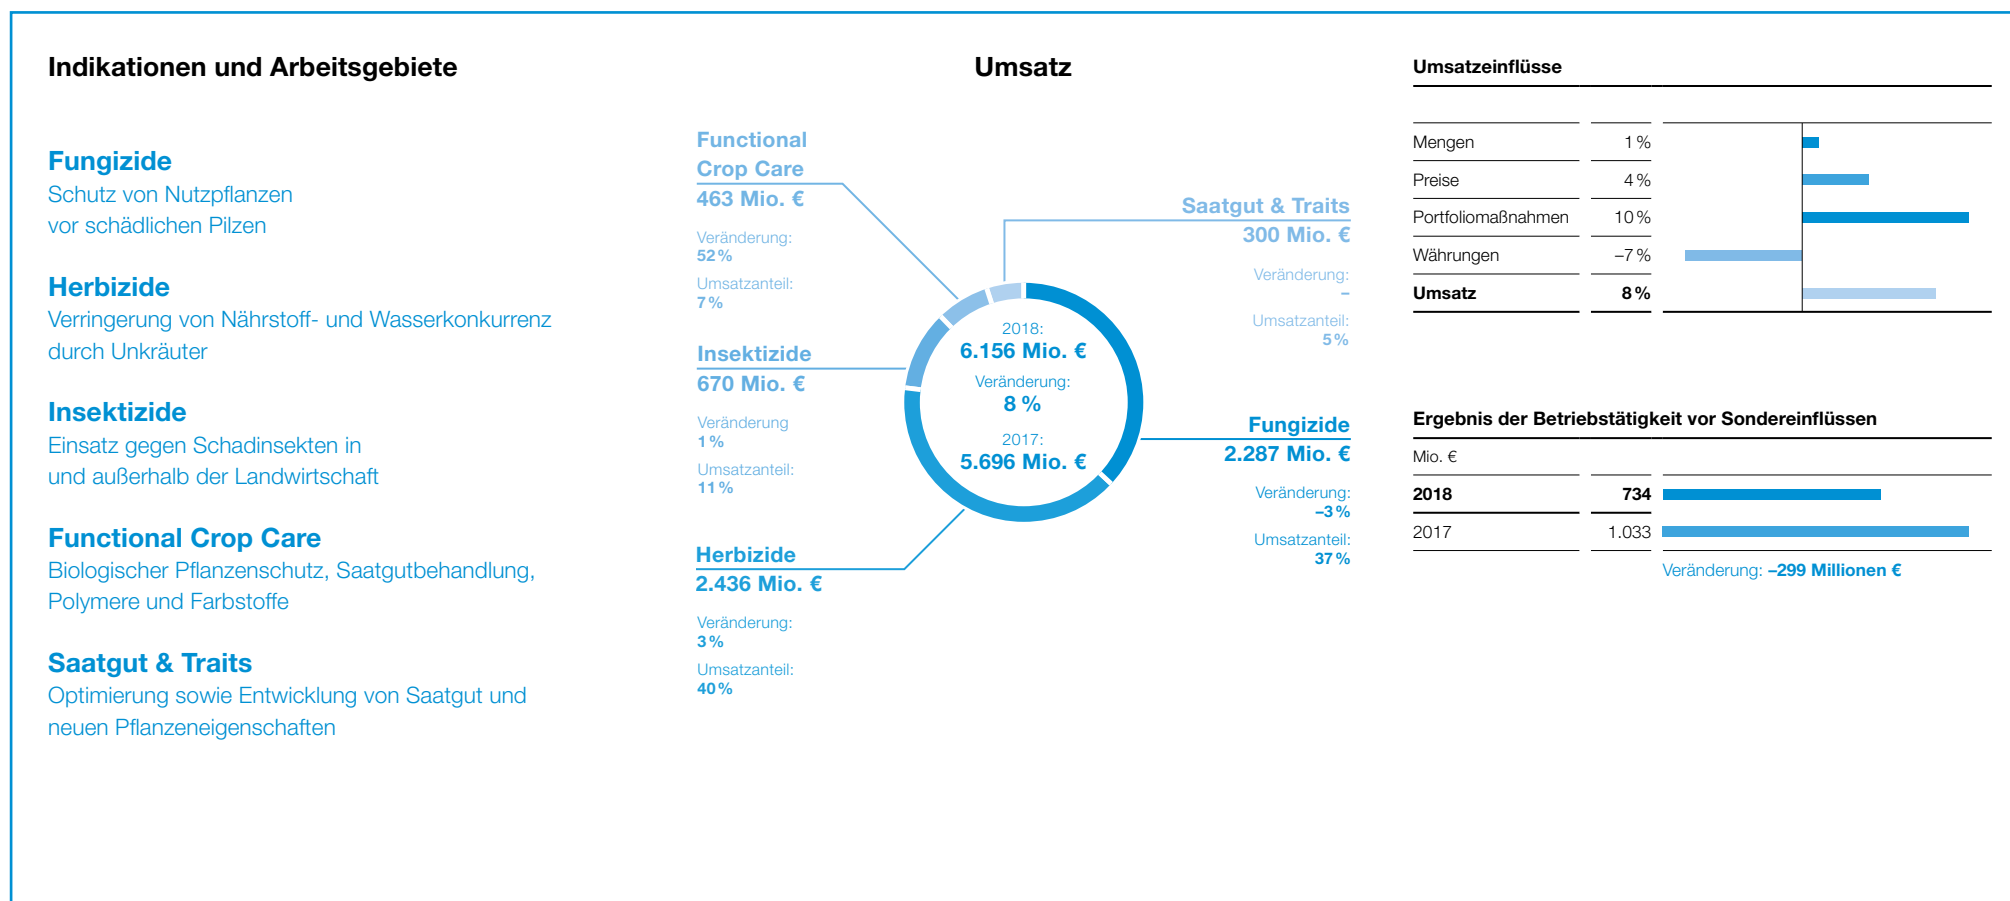 Indikationen und Arbeitsgebiete
Fungizide
Schutz von Nutzpflanzen
vor schädlichen Pilzen
Herbizide
Verringerung von Nährstoff- und Wasserkonkurrenz
durch Unkräuter
Insektizide
Einsatz gegen Schadinsekten in
und außerhalb der Landwirtschaft
Functional Crop Care
Biologischer Pflanzenschutz, Saatgutbehandlung,
Polymere und Farbstoffe
Saatgut & Traits
Optimierung sowie Entwicklung von Saatgut und
neuen Pflanzeneigenschaften
Umsatz
Functional
Crop Care
463 Mio. €
Veränderung:
52 %
Umsatzanteil:
7 %
Insektizide
670 Mio. €
Veränderung
1 %
Umsatzanteil:
11 %
Herbizide
2.436 Mio. €
Veränderung:
3 %
Umsatzanteil:
40 %
2018:
6.156 Mio. €
Veränderung:
8 %
2017:
5.696 Mio. €
Saatgut & Traits
300 Mio. €
Veränderung:
–
Umsatzanteil:
5 %
Fungizide
2.287 Mio. €
Veränderung:
–3 %
Umsatzanteil:
37 %
Umsatzeinflüsse
Mengen 1 %
Preise 4 %
Portfoliomaßnahmen 10 %
Währungen –7 %
Umsatz 8 %
Ergebnis der Betriebstätigkeit vor Sondereinflüssen
Mio. €
2018 734
2017 1.033
Veränderung: –299 Millionen €